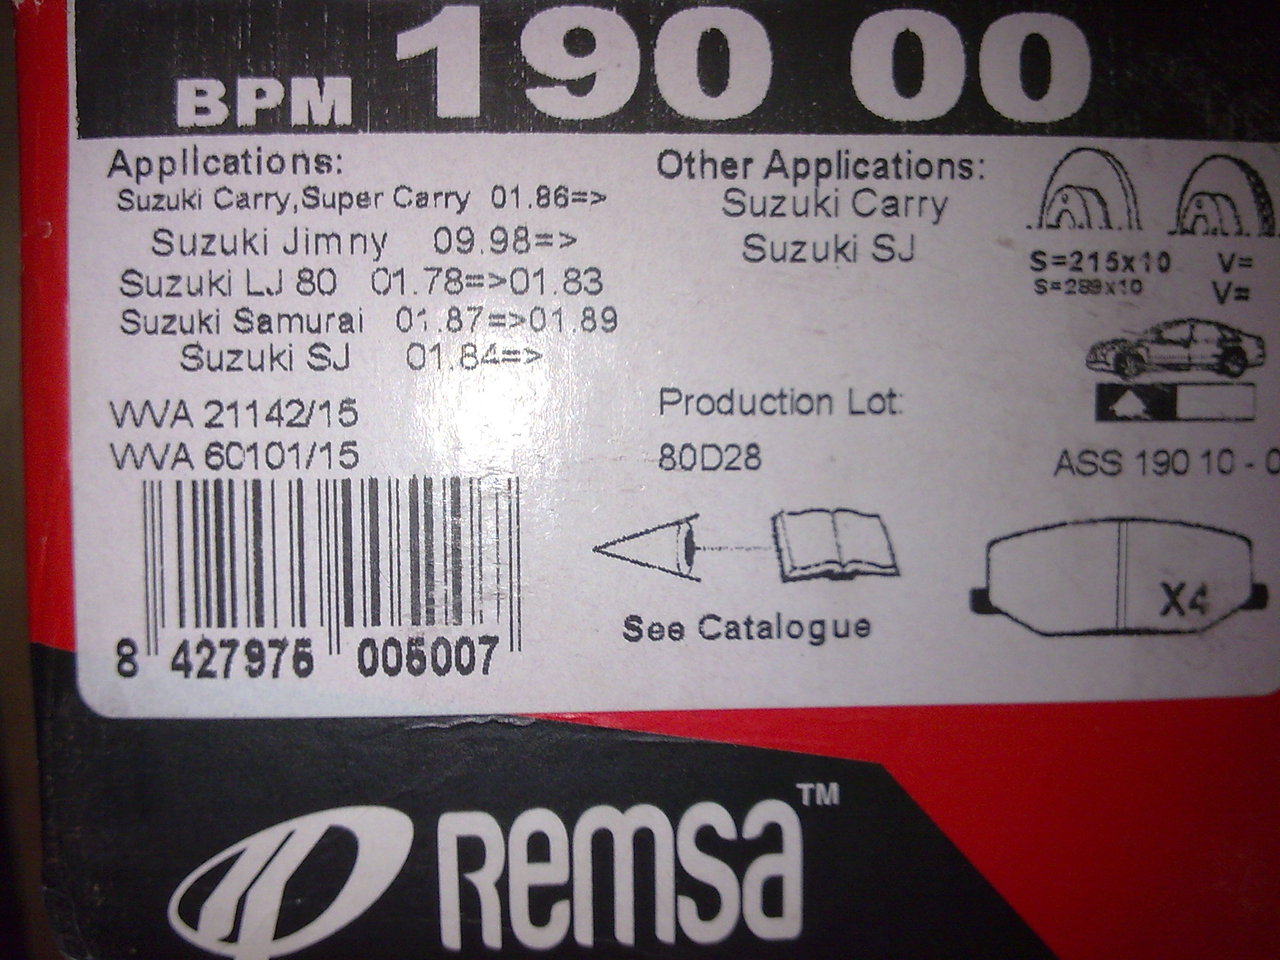 BPM 190 00
Applications:
Suzuki Carry,Super Carry 01.86=>
Suzuki Jimny 09.98=>
Suzuki LJ 80 01.78=>01.83
Suzuki Samurai 01.87=>01.89
Suzuki SJ 01.84=>
WVA 21142/15
WVA 60101/15
8 427975 005007
Other Applications:
Suzuki Carry
Suzuki SJ
Production Lot:
80D28
See Catalogue
S=215x10 V=
S=289x10 V=
ASS 190 10 - 0
X4
Remsa™